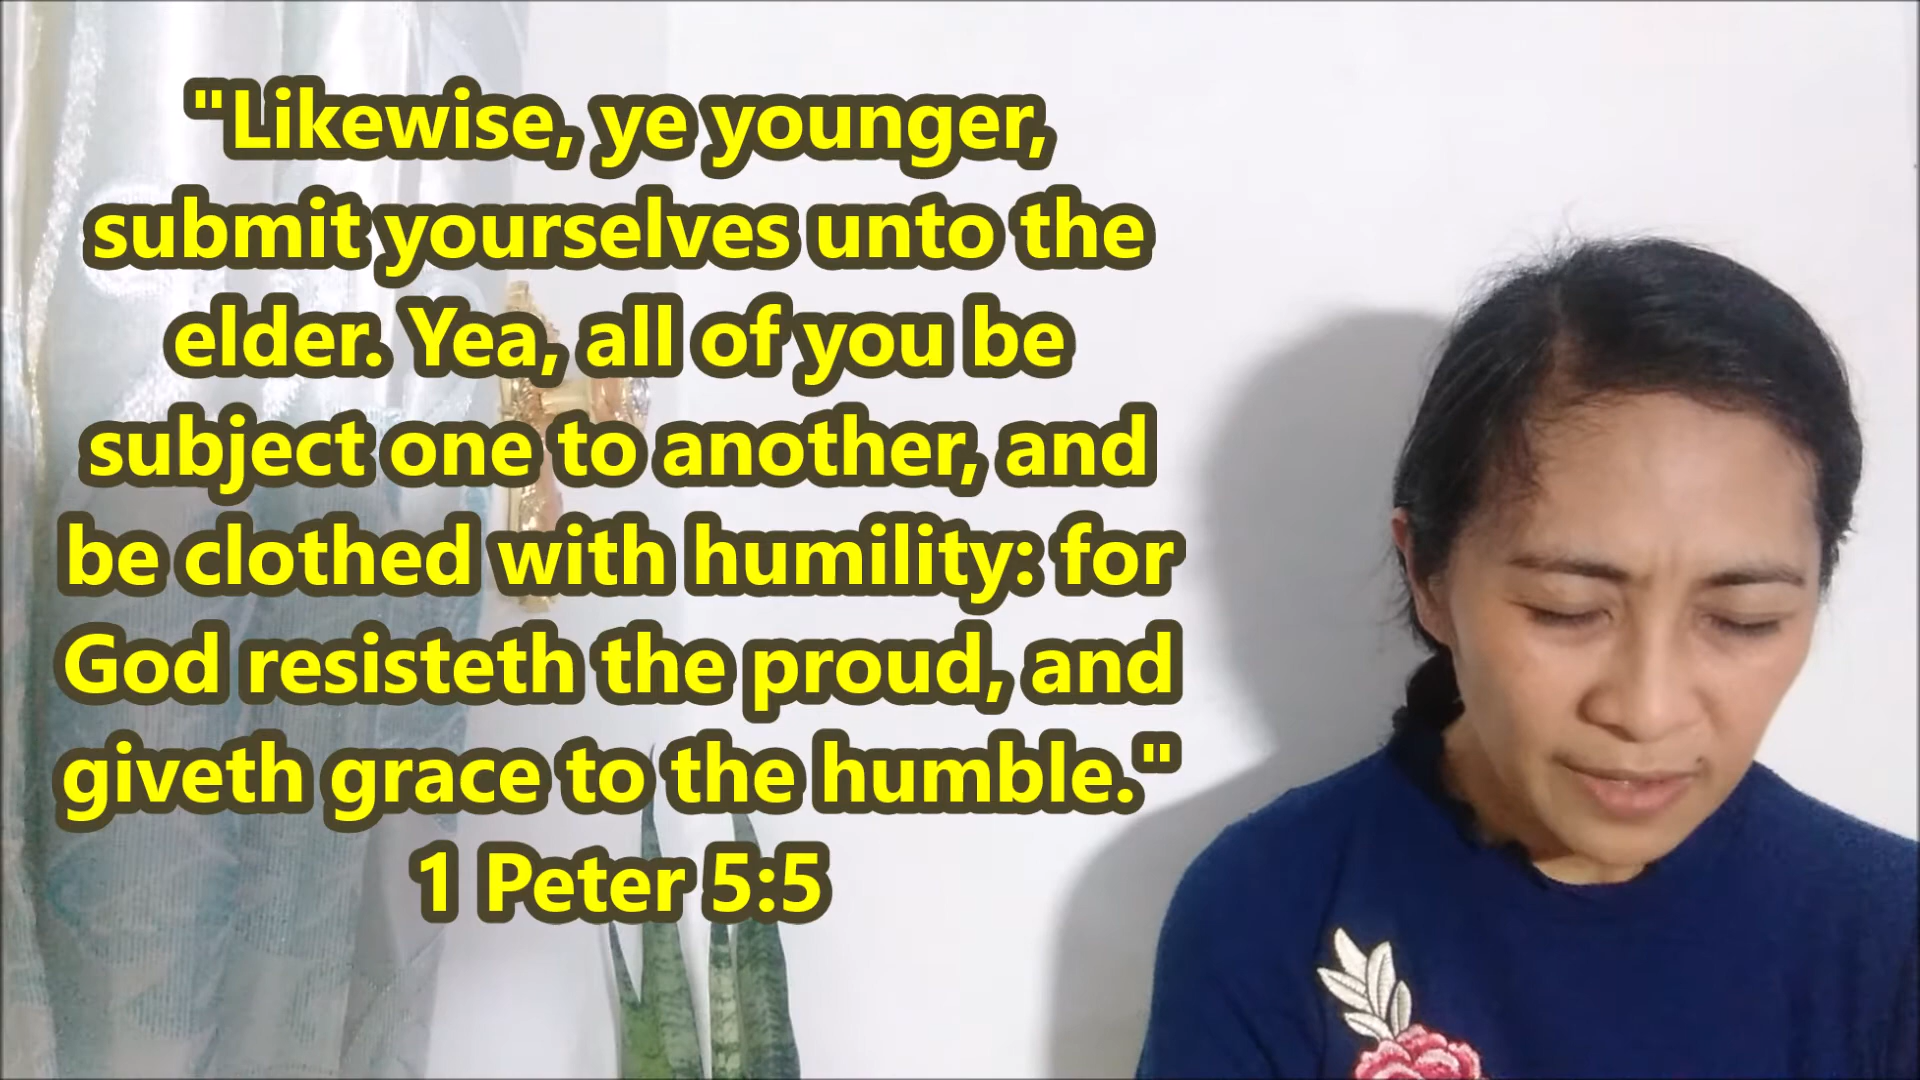 "Likewise, ye younger,
submit yourselves unto the
elder. Yea, all of you be
subject one to another, and
be clothed with humility: for
God resisteth the proud, and
giveth grace to the humble."
1 Peter 5:5